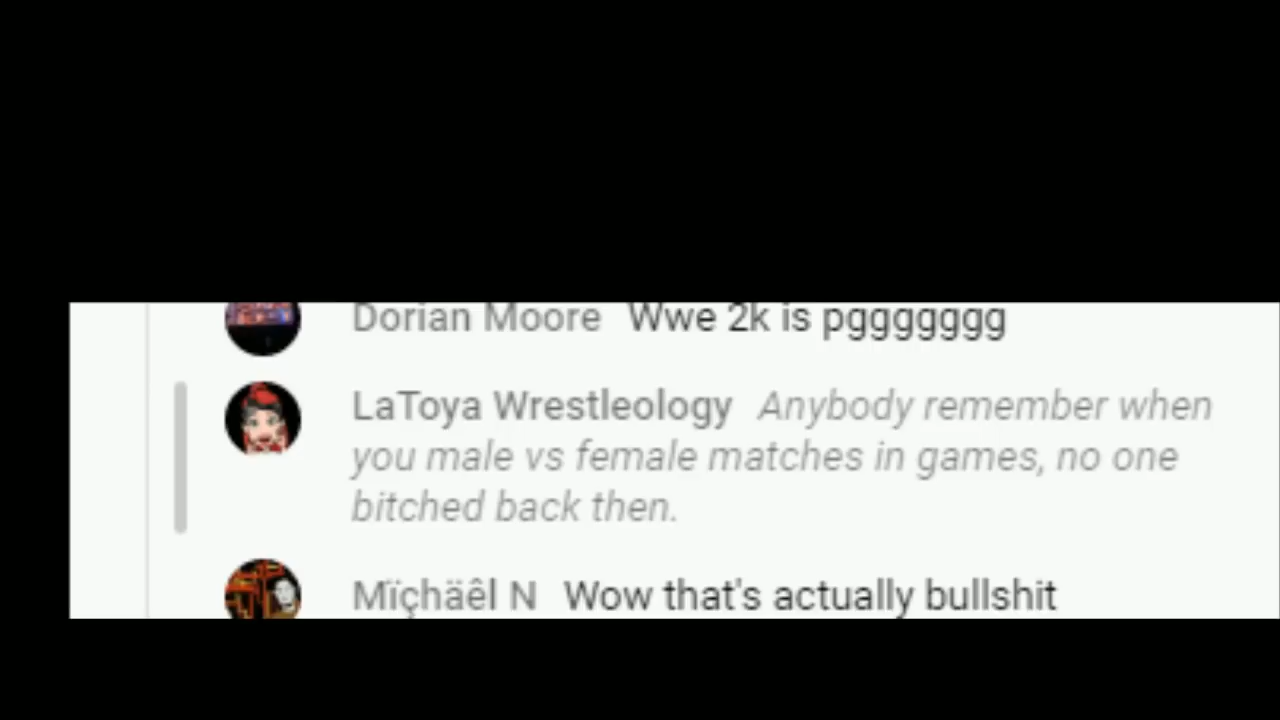 Dorian Moore Wwe 2k is pggggggg
LaToya Wrestleology Anybody remember when
you male vs female matches in games, no one
bitched back then.
Mïçhäêl N Wow that's actually bullshit